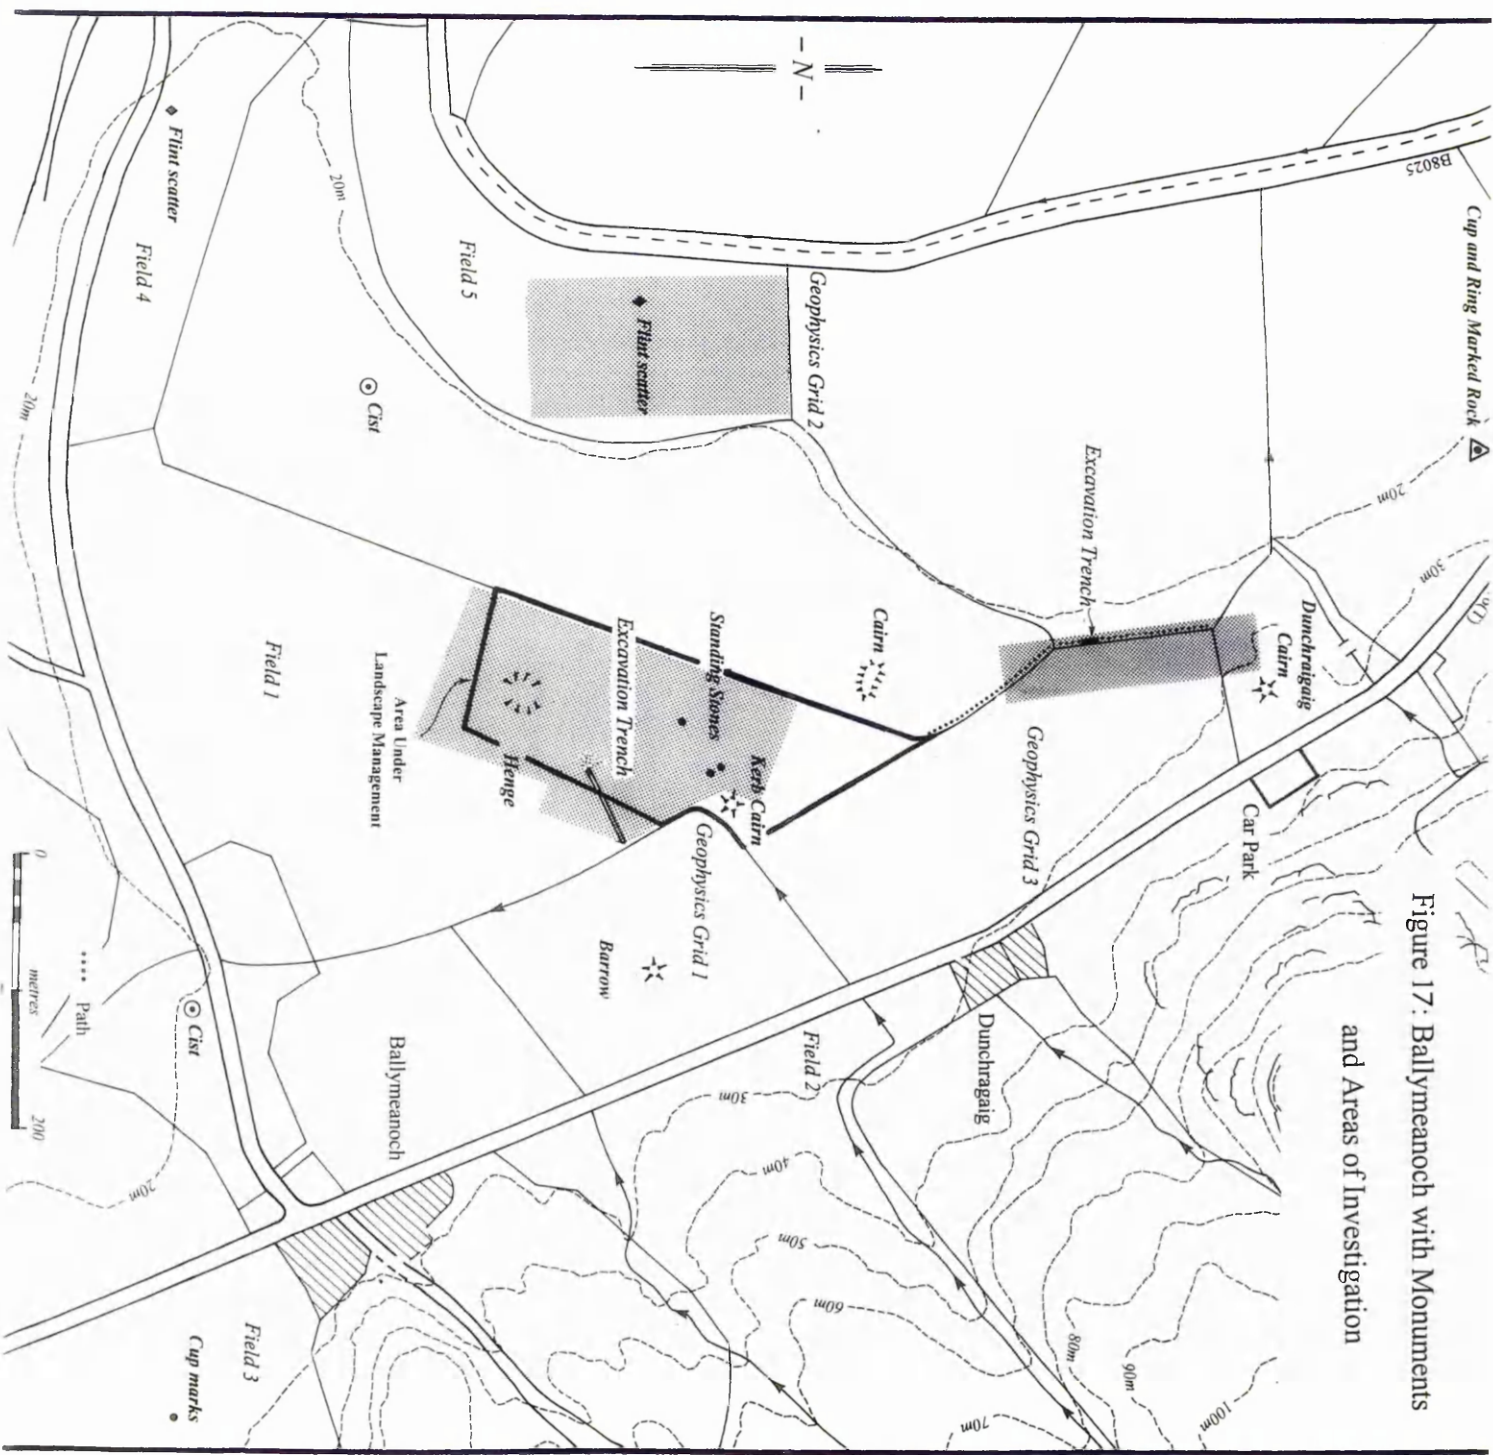 Figure 17: Ballymeanoch with Monuments
and Areas of Investigation
Cup and Ring Marked Rock
B8025
20m
30m
Dunchraigaig
Cairn
Car Park
Excavation Trench
Geophysics Grid 3
Dunchragaig
- N -
Geophysics Grid 2
Flint scatter
Field 5
Cairn
Standing Stones
Kerb Cairn
Excavation Trench
Henge
Geophysics Grid 1
Barrow
Field 2
30m
40m
50m
60m
70m
80m
90m
100m
20m
Cist
Area Under
Landscape Management
Ballymeanoch
Flint scatter
Field 4
Field 1
20m
Cist
Field 3
Cup marks
20m
0
metres
200
Path